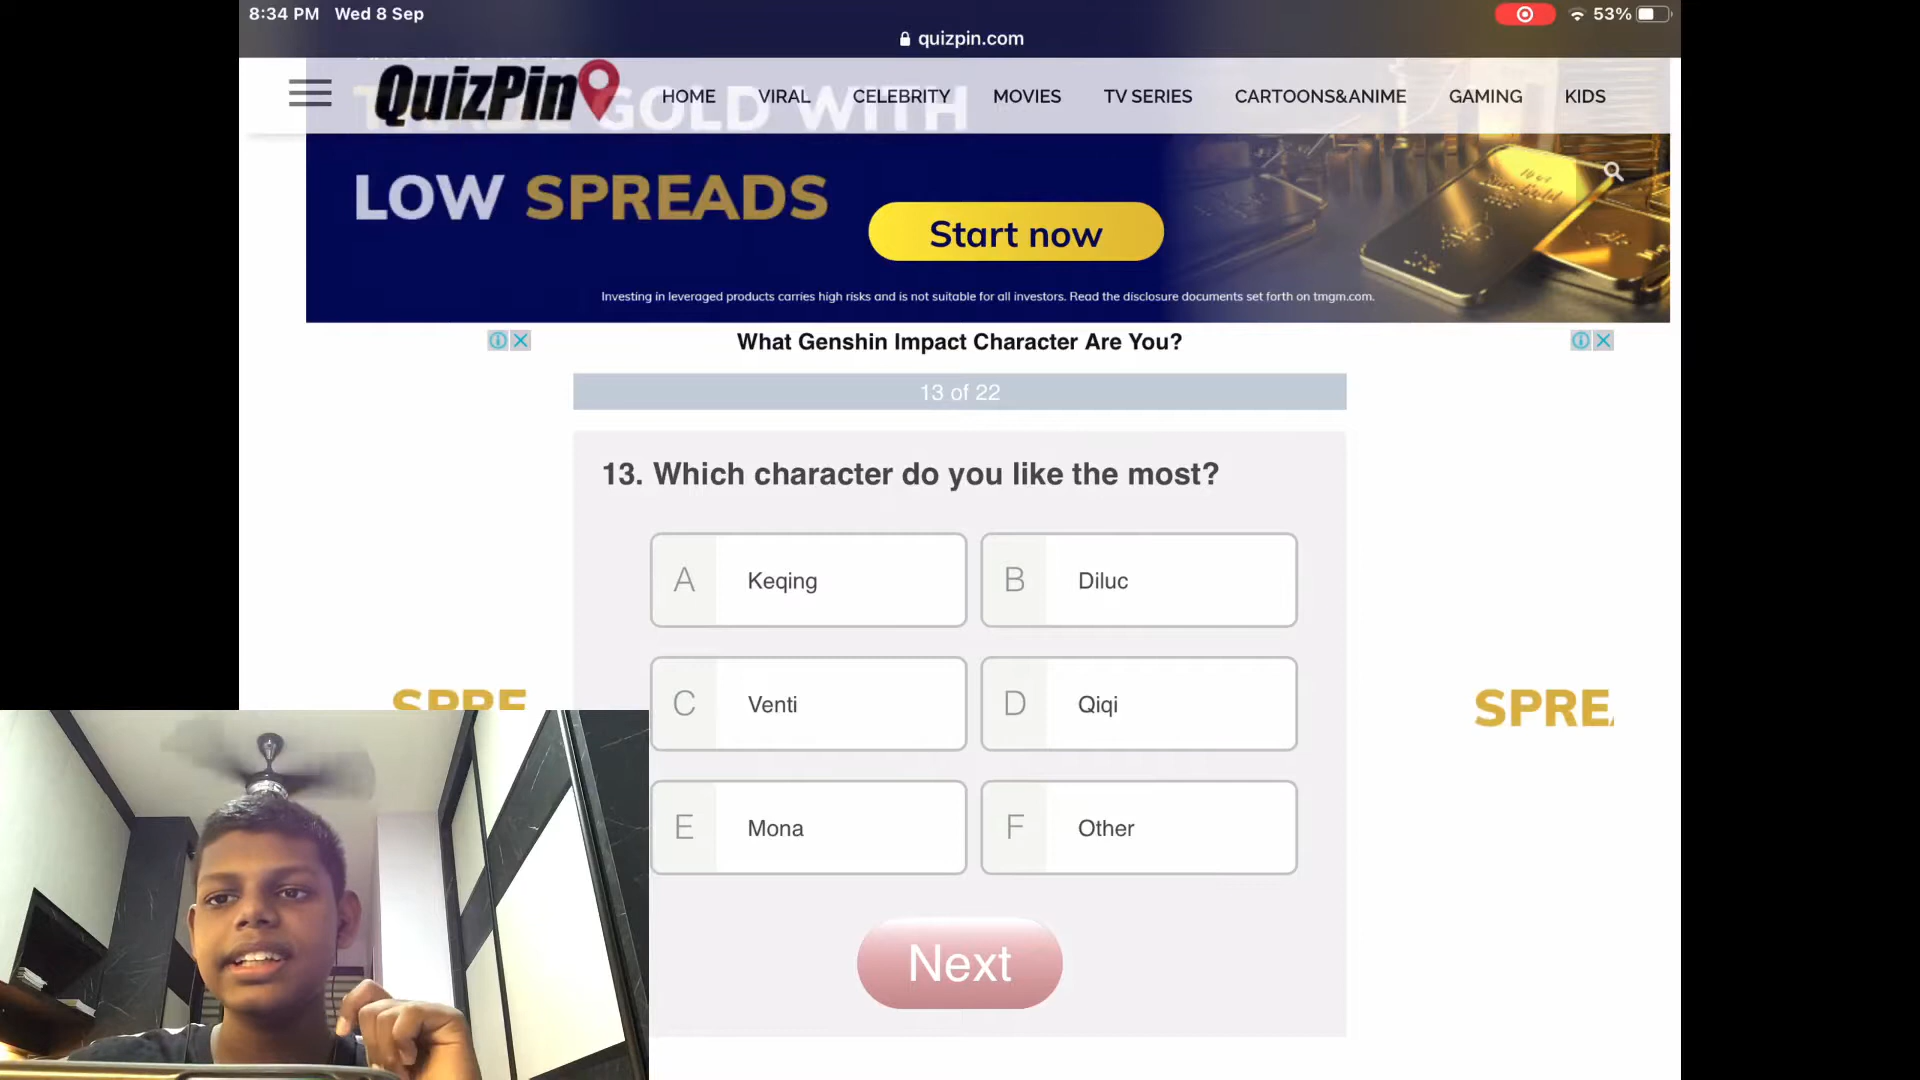 8:34 PM Wed 8 Sep
53%
quizpin.com
QuizPin
HOME VIRAL CELEBRITY MOVIES TV SERIES CARTOONS&ANIME GAMING KIDS
GOLD WITH
LOW SPREADS
Start now
Investing in leveraged products carries high risks and is not suitable for all investors. Read the disclosure documents set forth on tmgm.com.
What Genshin Impact Character Are You?
13 of 22
13. Which character do you like the most?
A Keqing
B Diluc
C Venti
D Qiqi
E Mona
F Other
SPRE
SPRE
Next